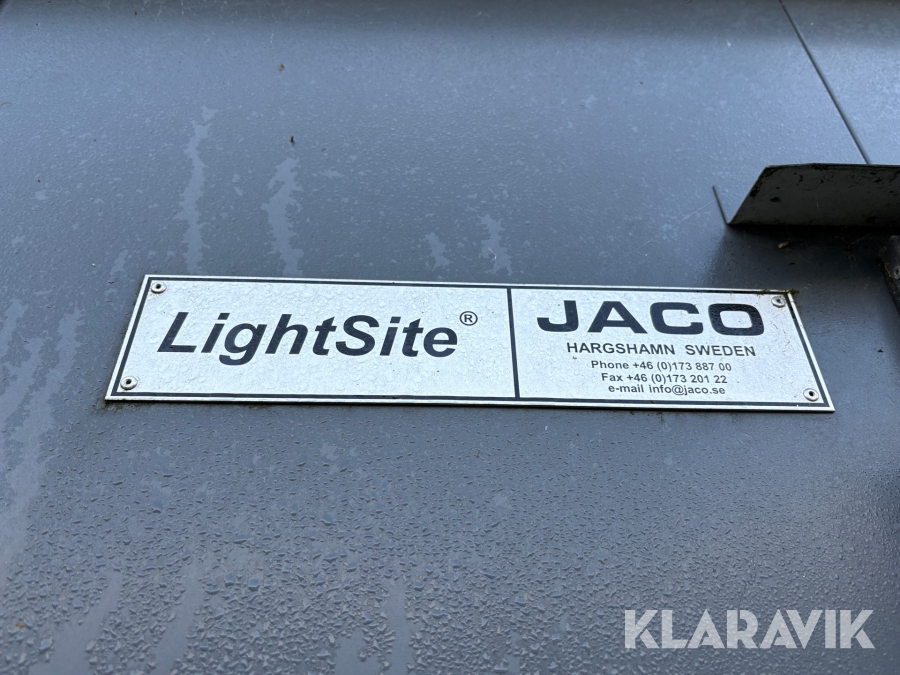 LightSite®
JACO
HARGSHAMN SWEDEN
Phone +46 (0)173 887 00
Fax +46 (0)173 201 22
e-mail info@jaco.se
KLARAVIK